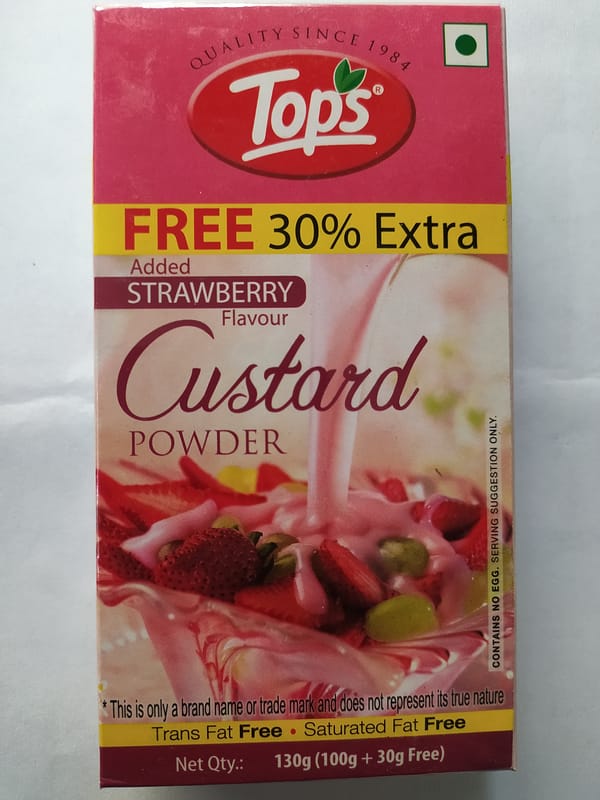 QUALITY SINCE 1984
Tops®
FREE 30% Extra
Added
STRAWBERRY
Flavour
Custard
POWDER
CONTAINS NO EGG. SERVING SUGGESTION ONLY.
* This is only a brand name or trade mark and does not represent its true nature
Trans Fat Free • Saturated Fat Free
Net Qty.: 130g (100g + 30g Free)